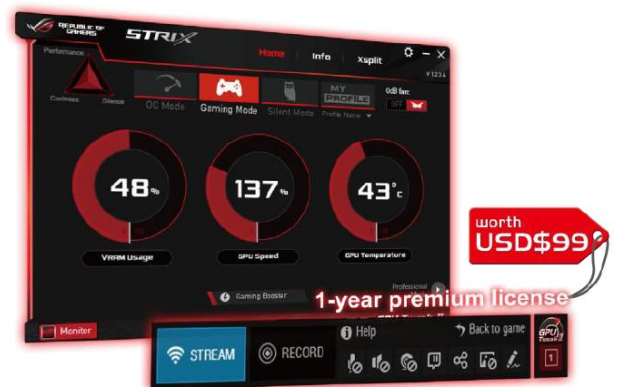 REPUBLIC OF
GAMERS
STRIX
Home
Info
Xsplit
V1234
Performance
Coolness
Silence
OC Mode
Gaming Mode
Silent Mode
MY
PROFILE
Profile Name
0dB fan:
OFF
48%
137%
43°c
VRAM Usage
GPU Speed
GPU Temperature
worth
USD$99
Gaming Booster
Professional
1-year premium license
Monitor
STREAM
RECORD
Help
Back to game
GPU
Tweak II
1